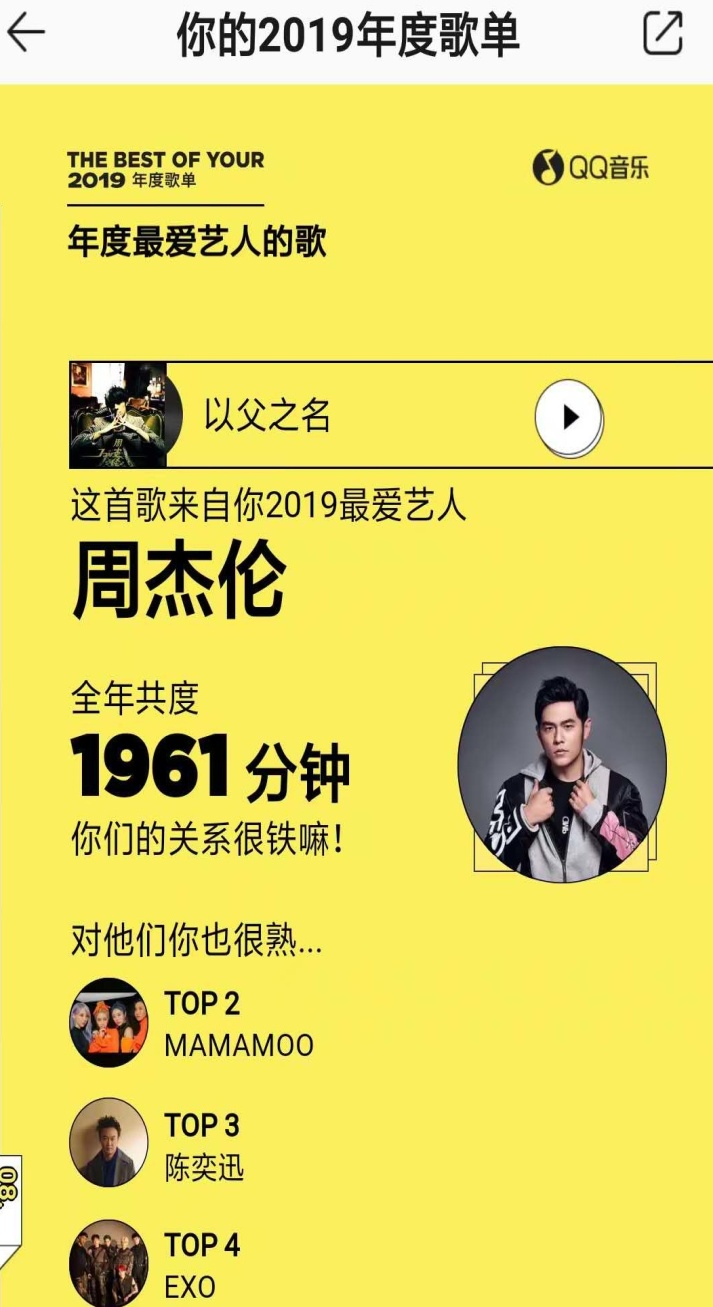 你的2019年度歌单
THE BEST OF YOUR
2019 年度歌单
QQ音乐
年度最爱艺人的歌
以父之名
这首歌来自你2019最爱艺人
周杰伦
全年共度
1961 分钟
你们的关系很铁嘛!
对他们你也很熟...
TOP 2
MAMAMOO
TOP 3
陈奕迅
TOP 4
EXO